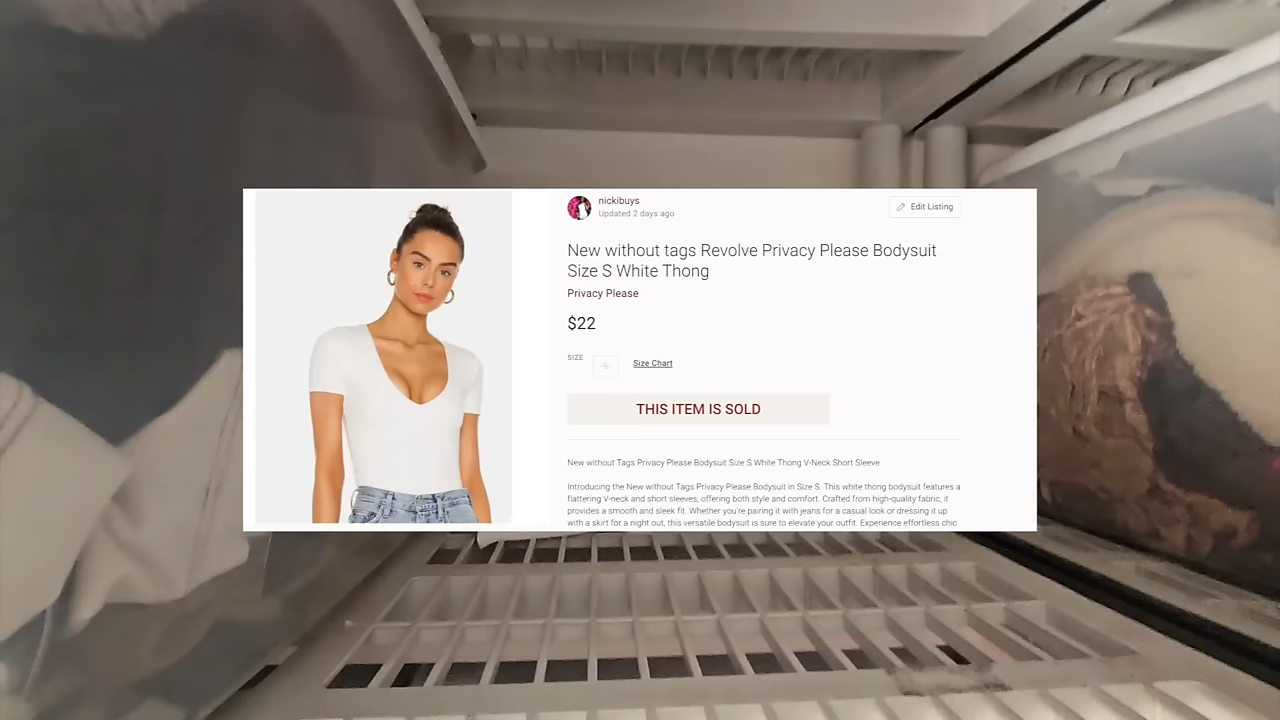 nickibuys
Updated 2 days ago
Edit Listing
New without tags Revolve Privacy Please Bodysuit
Size S White Thong
Privacy Please
$22
SIZE
S
Size Chart
THIS ITEM IS SOLD
New without Tags Privacy Please Bodysuit Size S White Thong V-Neck Short Sleeve
Introducing the New without Tags Privacy Please Bodysuit in Size S. This white thong bodysuit features a
flattering V-neck and short sleeves, offering both style and comfort. Crafted from high-quality fabric, it
provides a smooth and sleek fit. Whether you're pairing it with jeans for a casual look or dressing it up
with a skirt for a night out, this versatile bodysuit is sure to elevate your outfit. Experience effortless chic